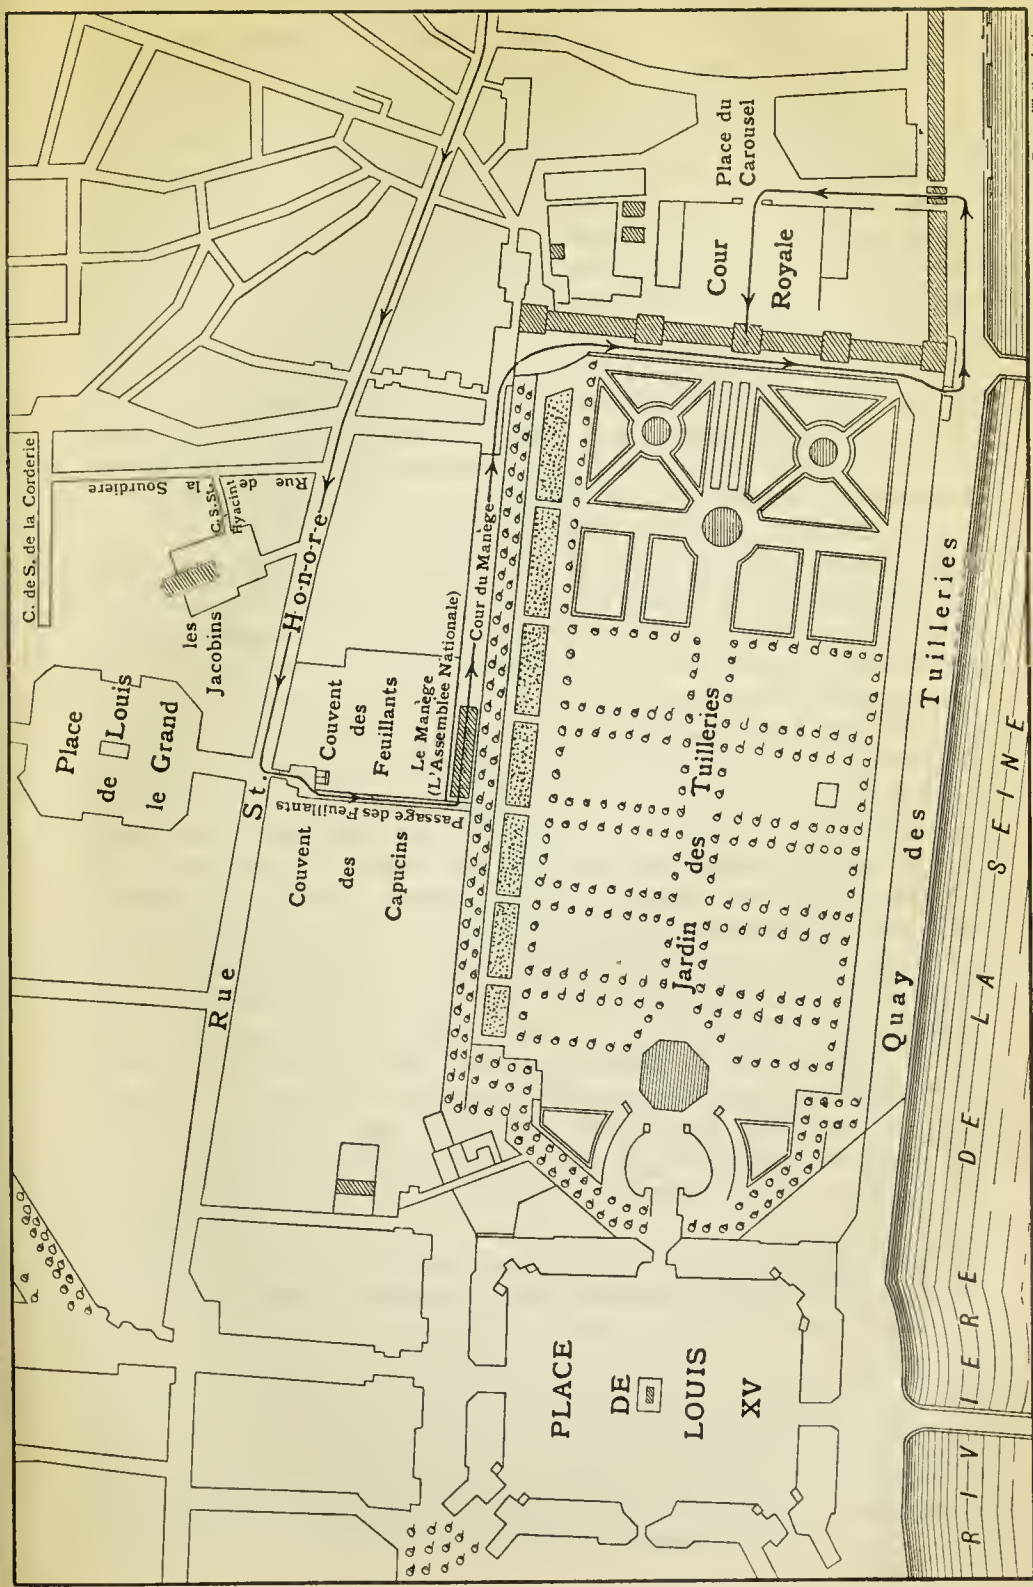 C. de S. de la Corderie
Rue de la Sourdiere
C.S.St.
Hyacint
les
Jacobins
Place
de Louis
le Grand
Rue St. H-o-n-o-r-e
Couvent
des
Feuillants
Le Manège
(L'Assemblee Nationale)
Cour du Manège
Passage des Feuillants
Couvent
des
Capucins
Place du
Carousel
Cour
Royale
Jardin des Tuilleries
Quay des Tuilleries
RIVIERE DE LA SEINE
PLACE
DE
LOUIS
XV